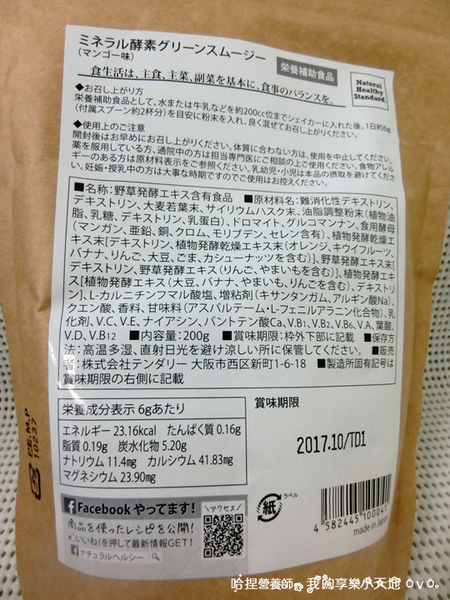 ミネラル酵素グリーンスムージー
(マンゴー味)
栄養補助食品
食生活は、主食、主菜、副菜を基本に、食事のバランスを。
Natural
Healthy
Standard.
◆お召し上がり方
栄養補助食品として、水または牛乳などを約200cc位までシェイカーに入れた後、1日約6g
(付属スプーン約2杯分)を目安に粉末を入れ、良く混ぜてお召し上がりください。
◆使用上のご注意
開封後はお早めにお召し上がりください。体質に合わない方は、使用を中止してください。
薬を服用している方、通院中の方は担当専門医にご相談の上ご使用ください。食物アレル
ギーのある方は原材料表示をご参照ください。乳幼児・小児は本品の摂取を避けてくださ
い。妊娠・授乳中の方は大事な時期ですのでご使用はお控えください。
■名称:野草発酵エキス含有食品 ■原材料名:難消化性デキストリン、
デキストリン、大麦若葉末、サイリウムハスク末、油脂調整粉末(植物油
脂、乳糖、デキストリン、乳蛋白)、ドロマイト、グルコマンナン、食用酵母
(マンガン、亜鉛、銅、クロム、モリブデン、セレン含有)、植物発酵乾燥エ
キス末[デキストリン、植物発酵乾燥エキス末(オレンジ、キウイフルーツ、
バナナ、りんご、大豆、ごま、カシューナッツを含む)]、野草発酵エキス末[
デキストリン、野草発酵エキス(りんご、やまいもを含む)]、植物発酵エキ
ス末[植物発酵エキス(大豆、バナナ、やまいも、りんごを含む)、デキストリ
ン]、L-カルニチンフマル酸塩、増粘剤(キサンタンガム、アルギン酸Na)、
クエン酸、香料、甘味料(アスパルテーム・L-フェニルアラニン化合物)、乳
化剤、V.C、V.E、ナイアシン、パントテン酸Ca、V.B1、V.B2、V.B6、V.A、葉酸、
V.D、V.B12 ■内容量:200g ■賞味期限:枠外下部に記載 ■保存方
法:高温多湿、直射日光を避け涼しい所に保管してください。 ■販売
者:株式会社テンダリー 大阪市西区新町1-6-18 ■製造所固有記号は
賞味期限の右側に記載
栄養成分表示 6gあたり
エネルギー 23.16kcal たんぱく質 0.16g
脂質 0.19g 炭水化物 5.20g
ナトリウム 11.4mg カルシウム 41.83mg
マグネシウム 23.90mg
賞味期限
2017.10/TD1
Facebookやってます!
商品を使ったレシピを公開!
いいね!を押して最新情報GET!
ナチュラルヘルシー
アクセス
紙
ラベル
4 582445 100041
made in Japan
10237
哈捏營養師。我的享樂小天地 ovo。